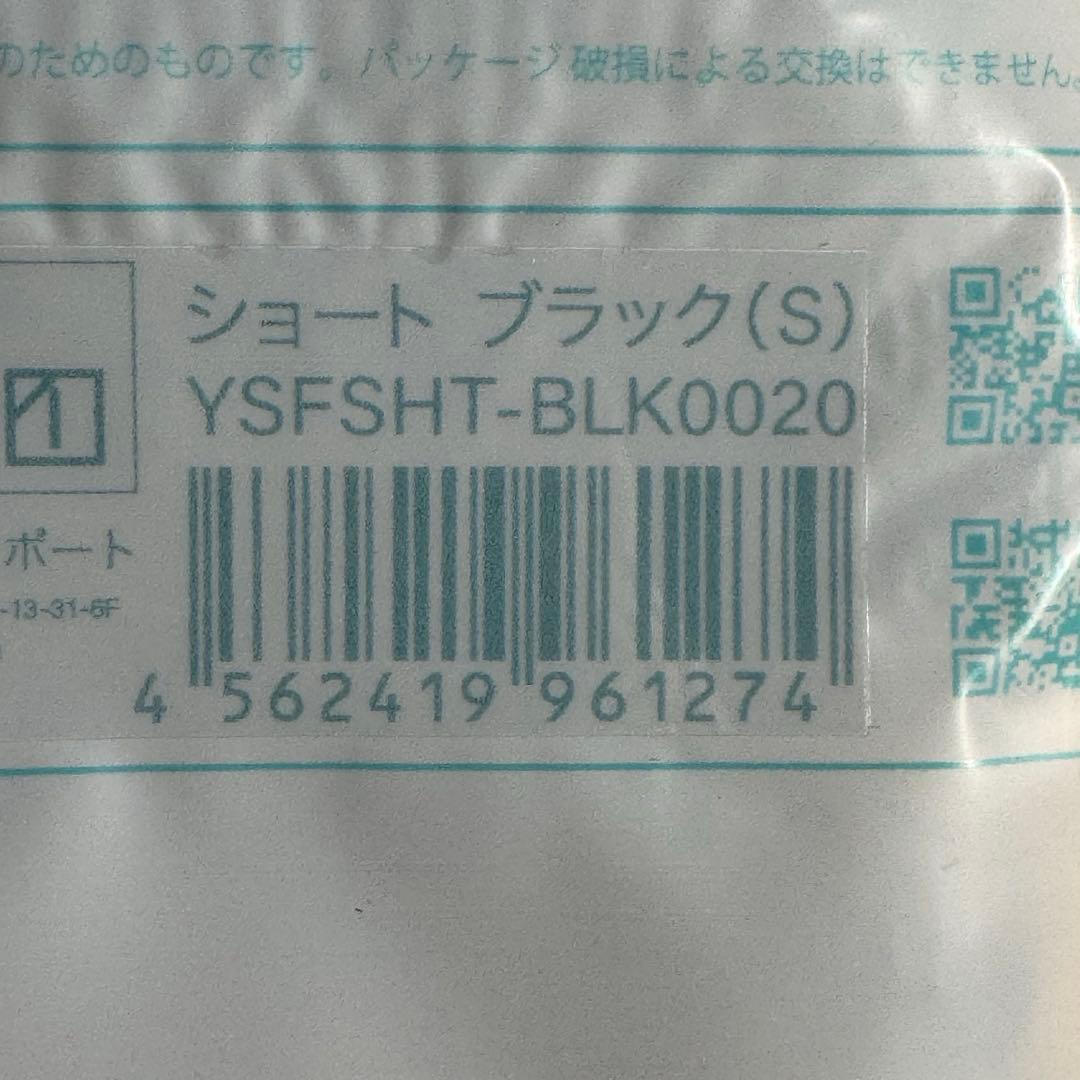 のためのものです。パッケージ破損による交換はできません。
ショート ブラック(S)
YSFSHT-BLK0020
ポート
-13-31-6F
4 562419 961274